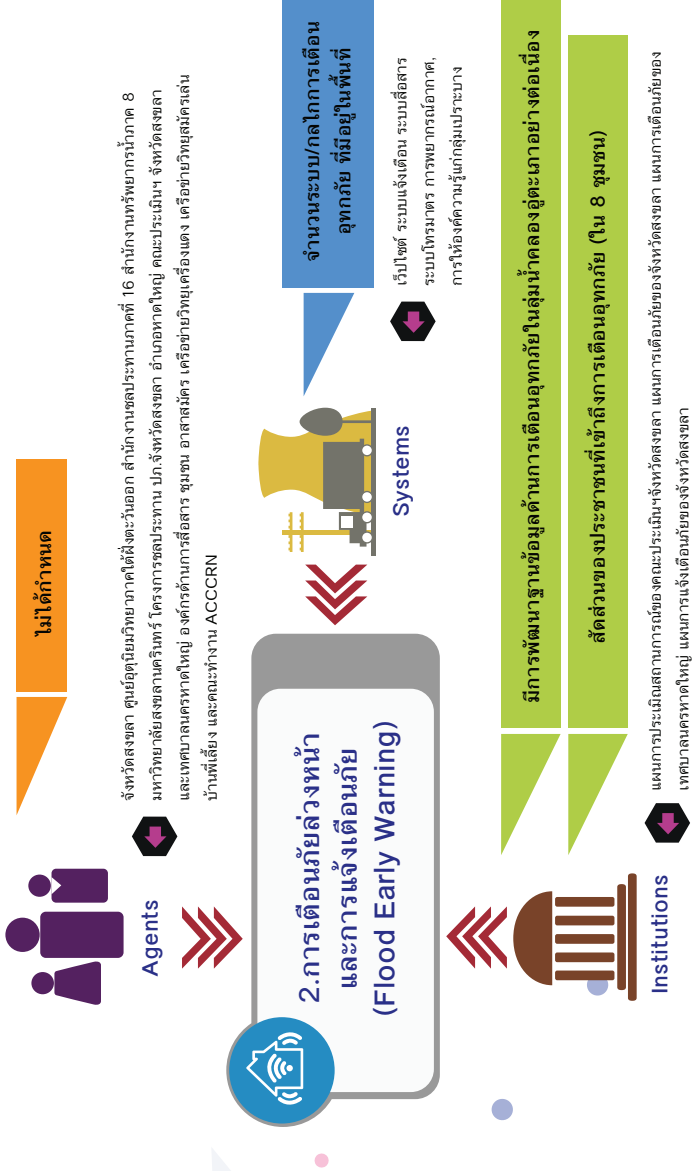 ไม่ได้กำหนด
Agents
จังหวัดสงขลา ศูนย์อุตุนิยมวิทยาภาคใต้ฝั่งตะวันออก สำนักงานชลประทานภาคที่ 16 สำนักงานทรัพยากรน้ำภาค 8
มหาวิทยาลัยสงขลานครินทร์ โครงการชลประทาน ปภ.จังหวัดสงขลา อำเภอหาดใหญ่ คณะประเมินฯ จังหวัดสงขลา
และเทศบาลนครหาดใหญ่ องค์กรด้านการสื่อสาร ชุมชน อาสาสมัคร เครือข่ายวิทยุเครื่องแดง เครือข่ายวิทยุสมัครเล่น
บ้านพี่เลี้ยง และคณะทำงาน ACCCRN
2.การเตือนภัยล่วงหน้า
และการแจ้งเตือนภัย
(Flood Early Warning)
Systems
จำนวนระบบ/กลไกการเตือน
อุทกภัย ที่มีอยู่ในพื้นที่
เว็ปไซต์ ระบบแจ้งเตือน ระบบสื่อสาร
ระบบโทรมาตร การพยากรณ์อากาศ,
การให้องค์ความรู้แก่กลุ่มเปราะบาง
Institutions
มีการพัฒนาฐานข้อมูลด้านการเตือนอุทกภัยในลุ่มน้ำคลองอู่ตะเภาอย่างต่อเนื่อง
สัดส่วนของประชาชนที่เข้าถึงการเตือนอุทกภัย (ใน 8 ชุมชน)
แผนการประเมินสถานการณ์ของคณะประเมินฯจังหวัดสงขลา แผนการเตือนภัยของจังหวัดสงขลา แผนการเตือนภัยของ
เทศบาลนครหาดใหญ่ แผนการแจ้งเตือนภัยของจังหวัดสงขลา